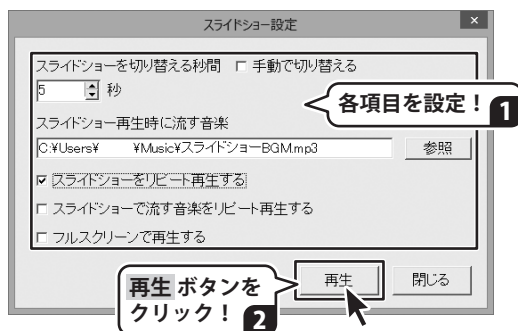 スライドショー設定
×
スライドショーを切り替える秒間 手動で切り替える
5 秒
各項目を設定！ 1
スライドショー再生時に流す音楽
C:¥Users¥ ¥Music¥スライドショーBGM.mp3 参照
スライドショーをリピート再生する
スライドショーで流す音楽をリピート再生する
フルスクリーンで再生する
再生 ボタンを
クリック！ 2
再生 閉じる